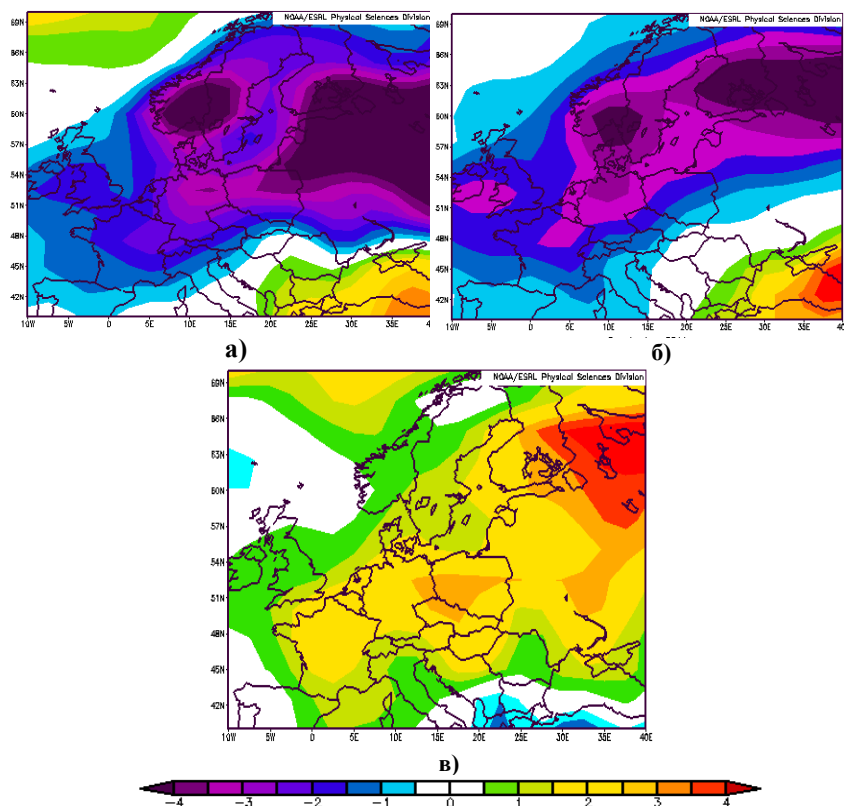 NOAA/ESRL Physical Sciences Division
69N
66N
63N
60N
57N
54N
51N
48N
45N
42N
10W 5W 0 5E 10E 15E 20E 25E 30E 35E
а)
NOAA/ESRL Physical Sciences Division
69N
66N
63N
60N
57N
54N
51N
48N
45N
42N
10W 5W 0 5E 10E 15E 20E 25E 30E 35E
б)
NOAA/ESRL Physical Sciences Division
69N
66N
63N
60N
57N
54N
51N
48N
45N
42N
10W 5W 0 5E 10E 15E 20E 25E 30E 35E 40E
в)
−4 −3 −2 −1 0 1 2 3 4